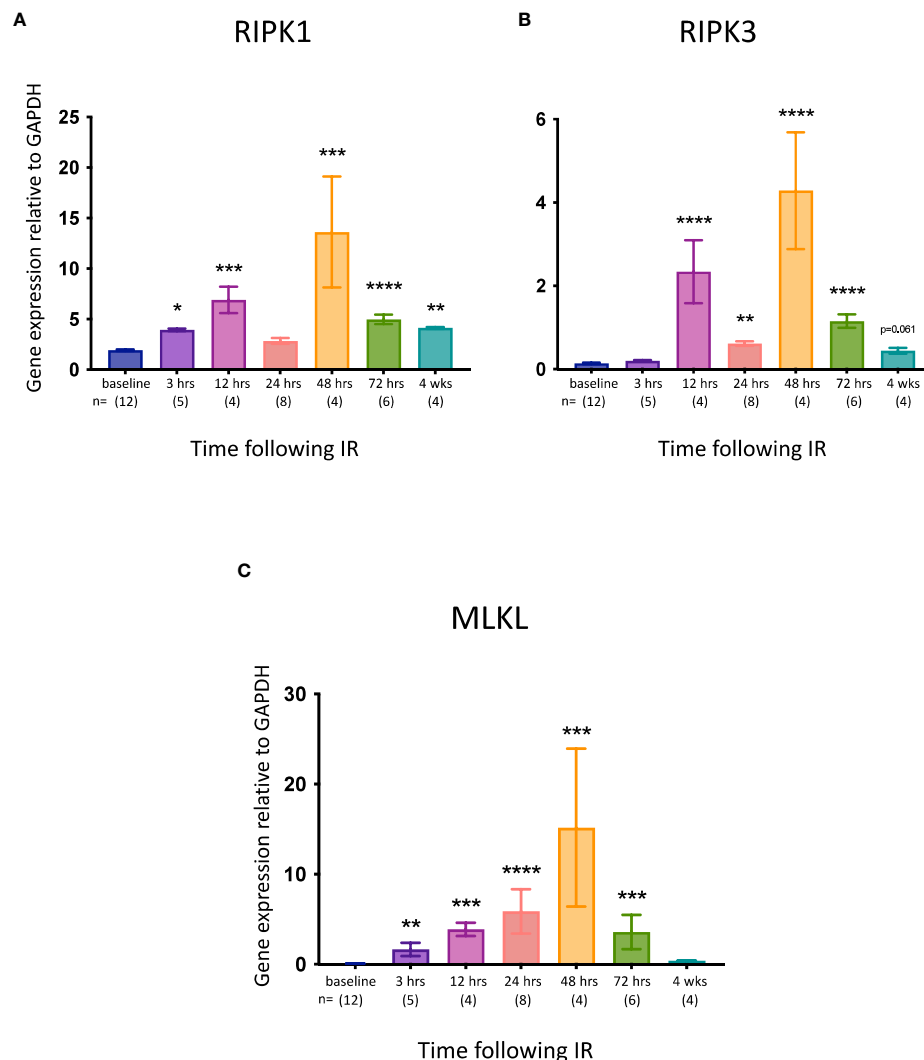 A
RIPK1
Gene expression relative to GAPDH
25
20
15
10
5
0
* *** *** **** **
baseline 3 hrs 12 hrs 24 hrs 48 hrs 72 hrs 4 wks
n= (12) (5) (4) (8) (4) (6) (4)
Time following IR
B
RIPK3
6
4
2
0
**** ** **** **** p=0.061
baseline 3 hrs 12 hrs 24 hrs 48 hrs 72 hrs 4 wks
n= (12) (5) (4) (8) (4) (6) (4)
Time following IR
C
MLKL
Gene expression relative to GAPDH
30
20
10
0
** *** **** *** ***
baseline 3 hrs 12 hrs 24 hrs 48 hrs 72 hrs 4 wks
n= (12) (5) (4) (8) (4) (6) (4)
Time following IR